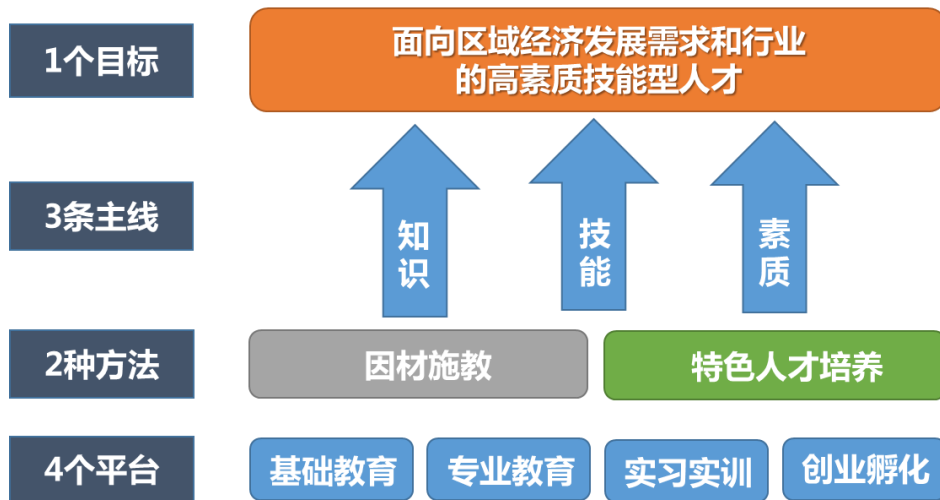 1个目标
面向区域经济发展需求和行业
的高素质技能型人才
3条主线
知识
技能
素质
2种方法
因材施教
特色人才培养
4个平台
基础教育
专业教育
实习实训
创业孵化